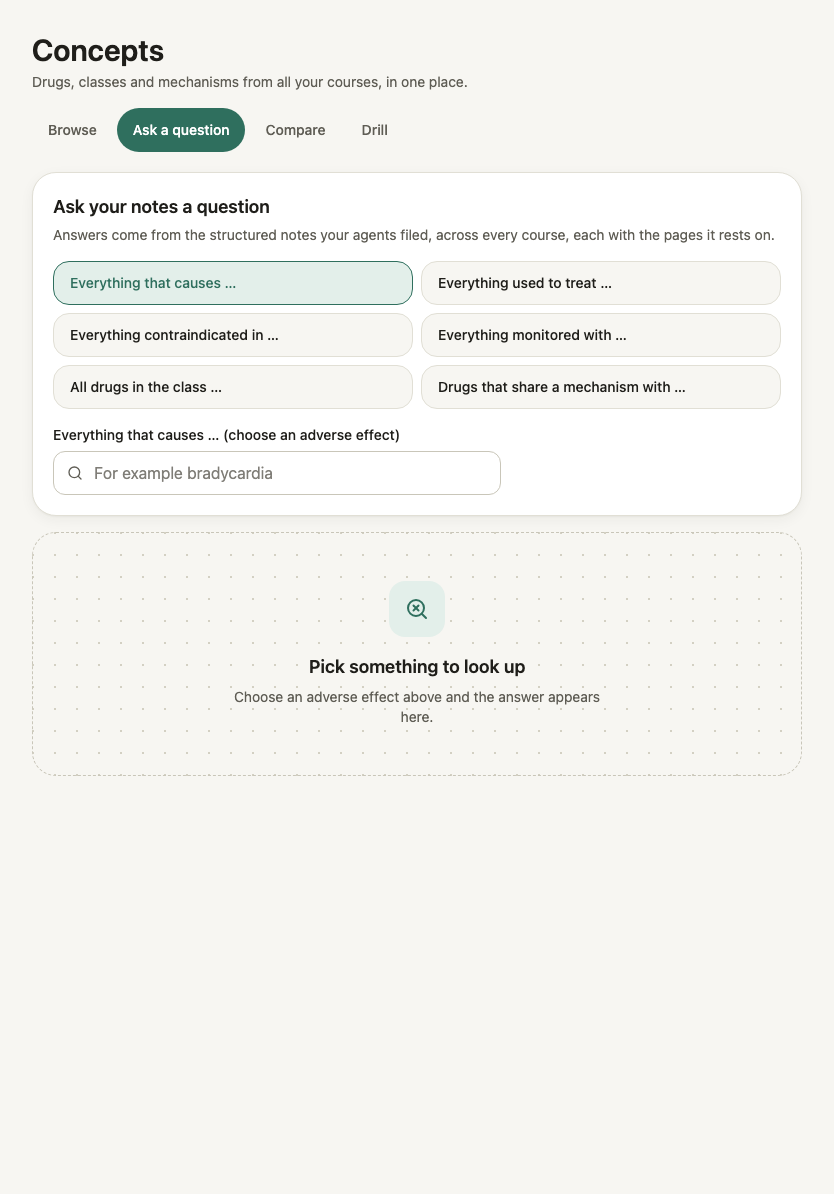 Concepts
Drugs, classes and mechanisms from all your courses, in one place.
Browse
Ask a question
Compare
Drill
Ask your notes a question
Answers come from the structured notes your agents filed, across every course, each with the pages it rests on.
Everything that causes ...
Everything used to treat ...
Everything contraindicated in ...
Everything monitored with ...
All drugs in the class ...
Drugs that share a mechanism with ...
Everything that causes ... (choose an adverse effect)
For example bradycardia
Pick something to look up
Choose an adverse effect above and the answer appears
here.